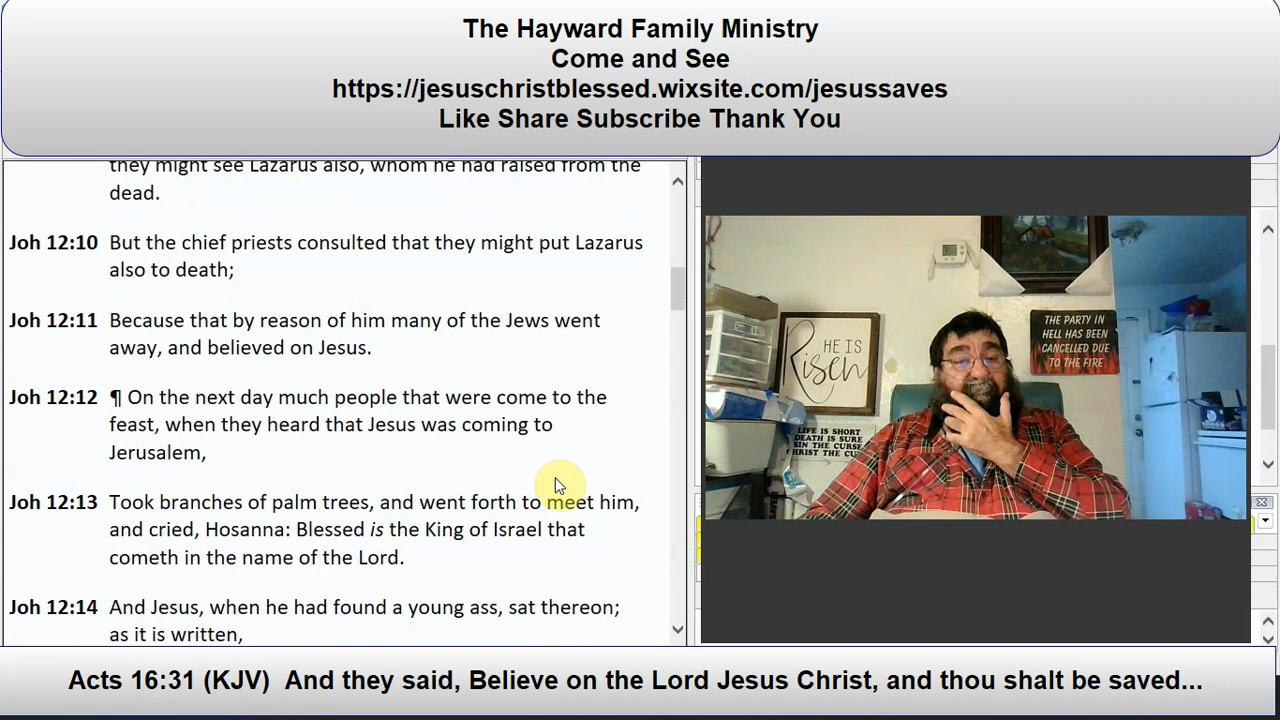 The Hayward Family Ministry
Come and See
https://jesuschristblessed.wixsite.com/jesussaves
Like Share Subscribe Thank You
they might see Lazarus also, whom he had raised from the
dead.
Joh 12:10 But the chief priests consulted that they might put Lazarus
also to death;
Joh 12:11 Because that by reason of him many of the Jews went
away, and believed on Jesus.
Joh 12:12 ¶ On the next day much people that were come to the
feast, when they heard that Jesus was coming to
Jerusalem,
Joh 12:13 Took branches of palm trees, and went forth to meet him,
and cried, Hosanna: Blessed is the King of Israel that
cometh in the name of the Lord.
Joh 12:14 And Jesus, when he had found a young ass, sat thereon;
as it is written,
HE IS
Risen
THE PARTY IN
HELL HAS BEEN
CANCELLED DUE
TO THE FIRE
LIFE IS SHORT
DEATH IS SURE
SIN THE CURSE
HRIST THE CU
Acts 16:31 (KJV) And they said, Believe on the Lord Jesus Christ, and thou shalt be saved...